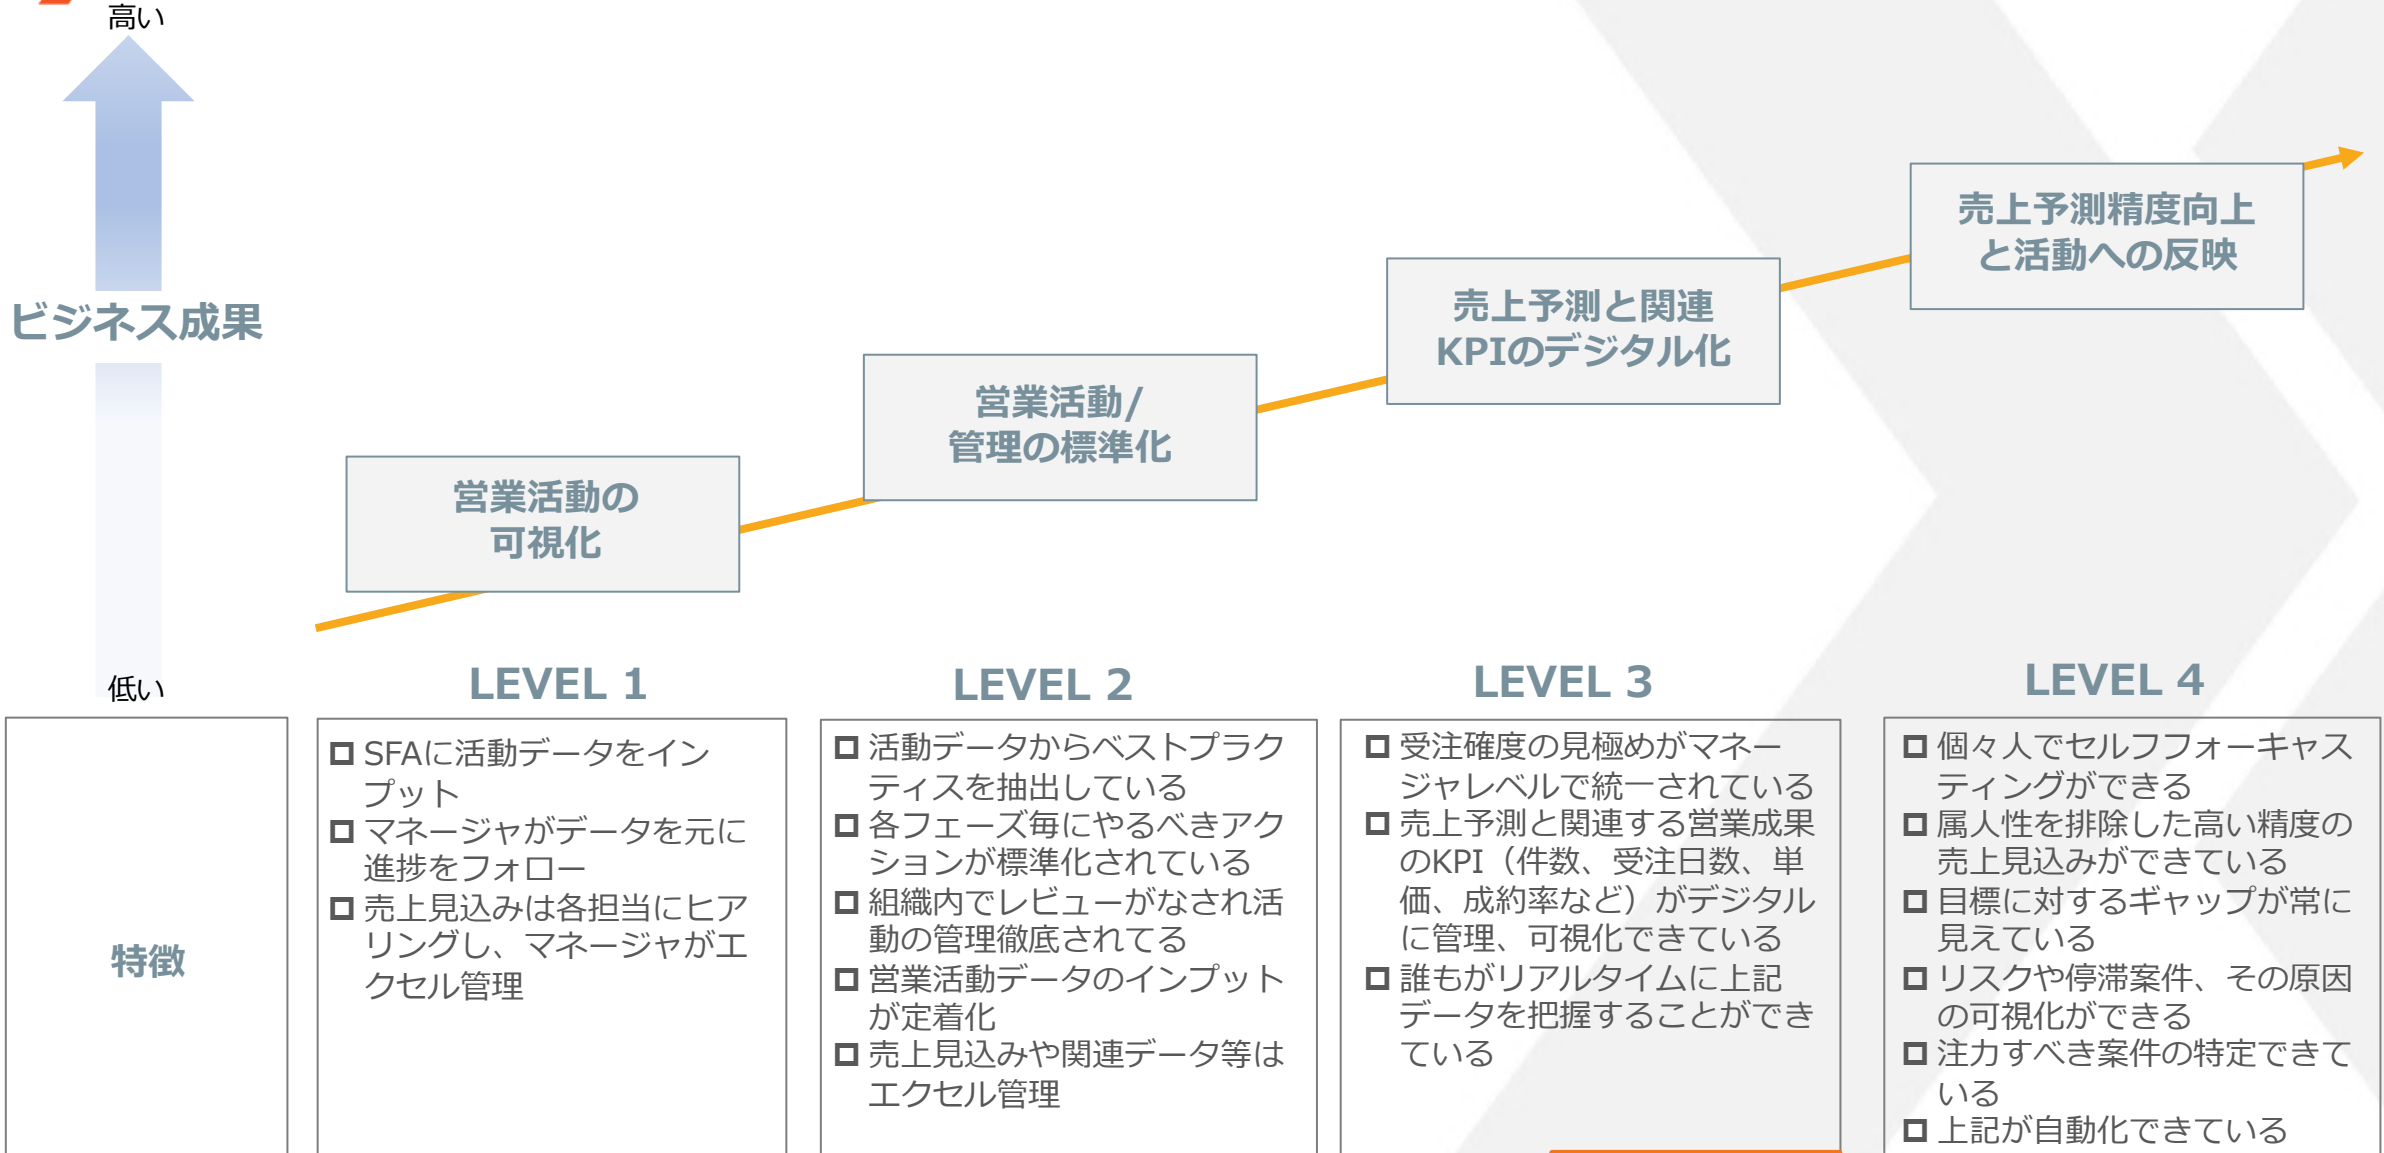 高い
ビジネス成果
低い
営業活動の
可視化
営業活動/
管理の標準化
売上予測と関連
KPIのデジタル化
売上予測精度向上
と活動への反映
LEVEL 1
LEVEL 2
LEVEL 3
LEVEL 4
特徴
SFAに活動データをイン
プット
マネージャがデータを元に
進捗をフォロー
売上見込みは各担当にヒア
リングし、マネージャがエ
クセル管理
活動データからベストプラク
ティスを抽出している
各フェーズ毎にやるべきアク
ションが標準化されている
組織内でレビューがなされ活
動の管理徹底されてる
営業活動データのインプット
が定着化
売上見込みや関連データ等は
エクセル管理
受注確度の見極めがマネー
ジャレベルで統一されている
売上予測と関連する営業成果
のKPI（件数、受注日数、単
価、成約率など）がデジタル
に管理、可視化できている
誰もがリアルタイムに上記
データを把握することができ
ている
個々人でセルフフォーキャス
ティングができる
属人性を排除した高い精度の
売上見込みができている
目標に対するギャップが常に
見えている
リスクや停滞案件、その原因
の可視化ができる
注力すべき案件の特定できて
いる
上記が自動化できている